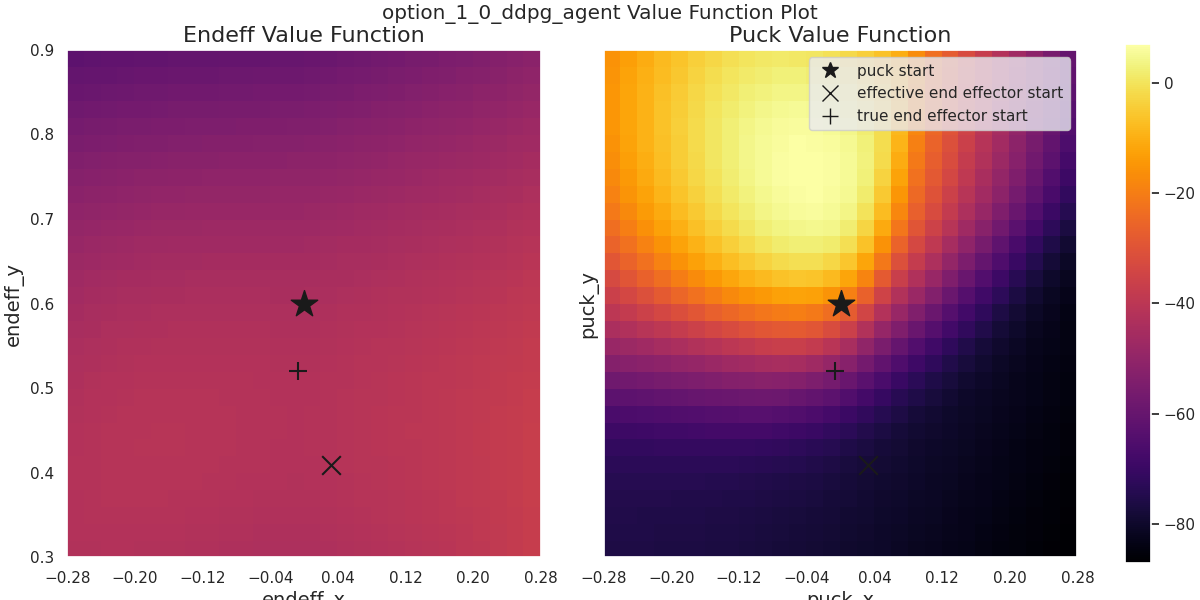 option_1_0_ddpg_agent Value Function Plot
Endeff Value Function
Puck Value Function
0.9
0.8
0.7
0.6
0.5
0.4
0.3
endeff_y
−0.28 −0.20 −0.12 −0.04 0.04 0.12 0.20 0.28
endeff_x
puck_y
puck start
effective end effector start
true end effector start
−0.28 −0.20 −0.12 −0.04 0.04 0.12 0.20 0.28
puck_x
0
−20
−40
−60
−80